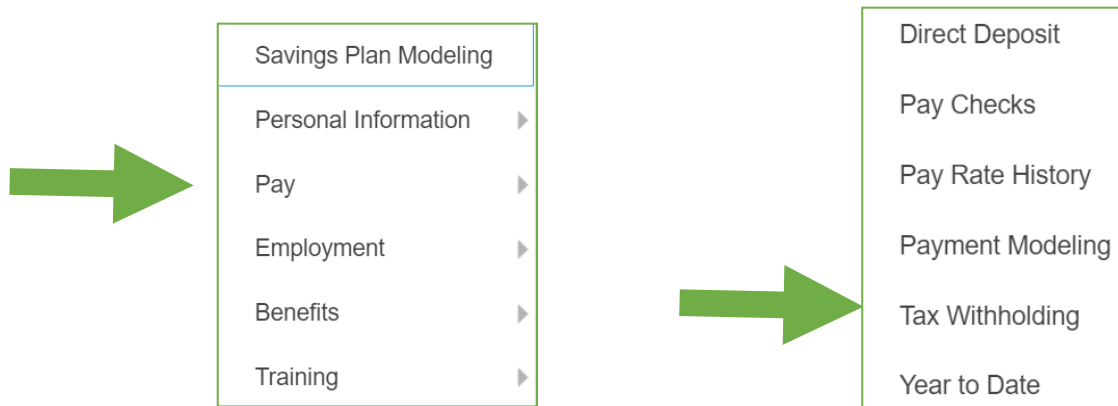 Savings Plan Modeling
Personal Information
Pay
Employment
Benefits
Training
Direct Deposit
Pay Checks
Pay Rate History
Payment Modeling
Tax Withholding
Year to Date